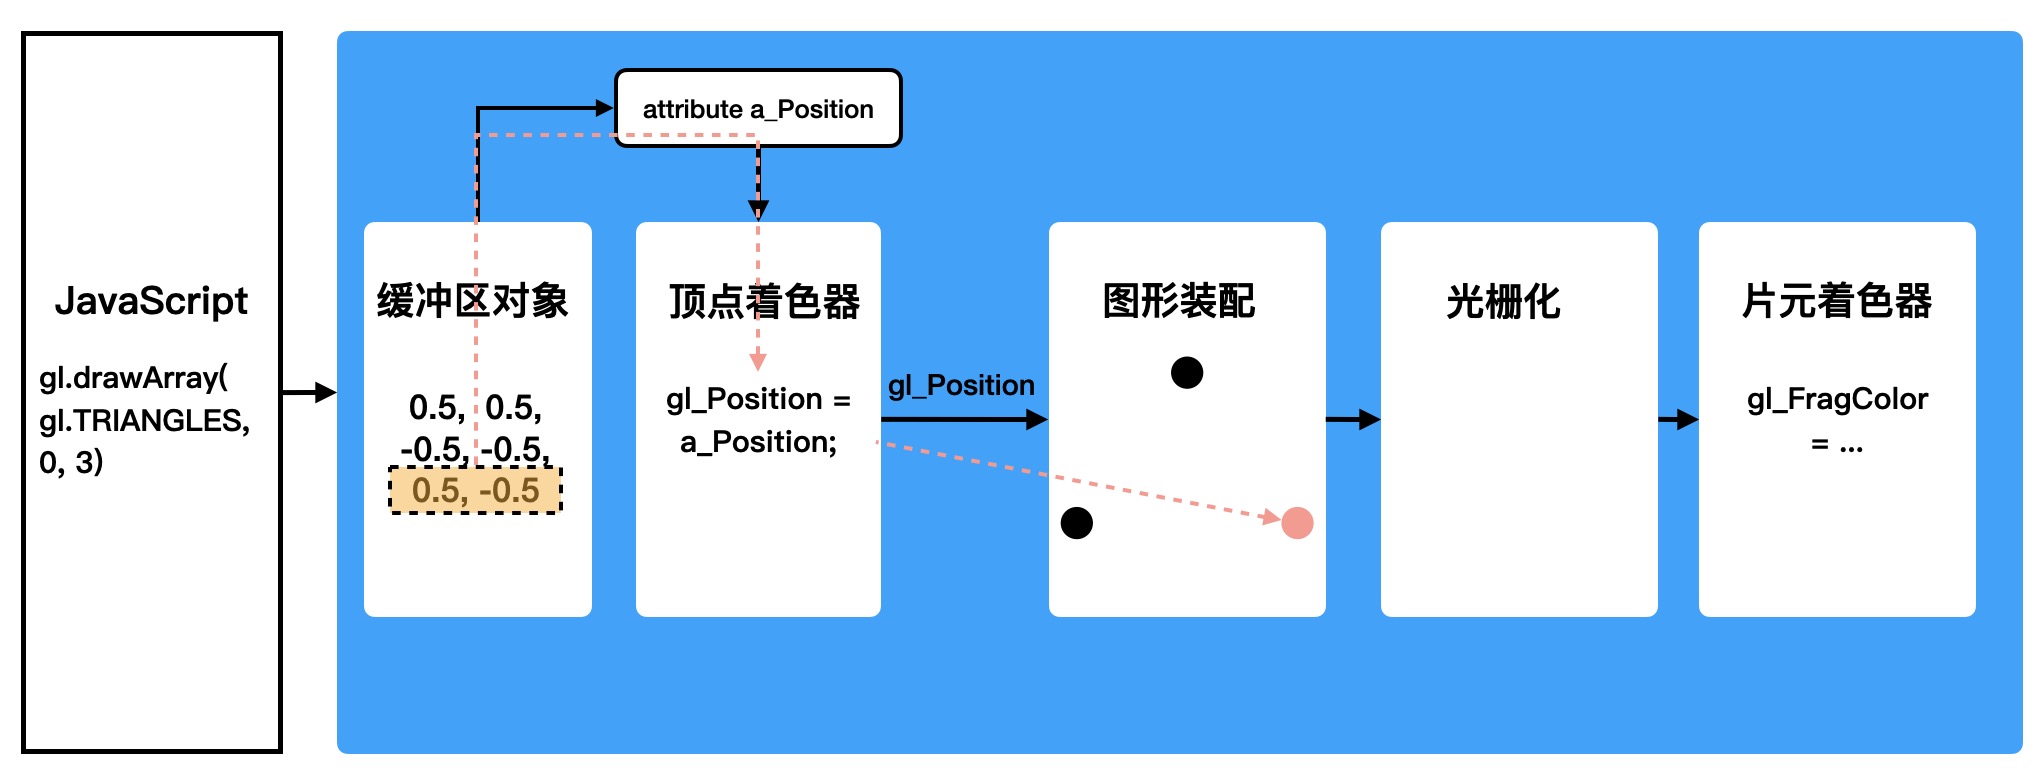 JavaScript
gl.drawArray(
gl.TRIANGLES,
0, 3)
attribute a_Position
缓冲区对象
0.5, 0.5,
-0.5, -0.5,
0.5, -0.5
顶点着色器
gl_Position =
a_Position;
gl_Position
图形装配
光栅化
片元着色器
gl_FragColor
= ...